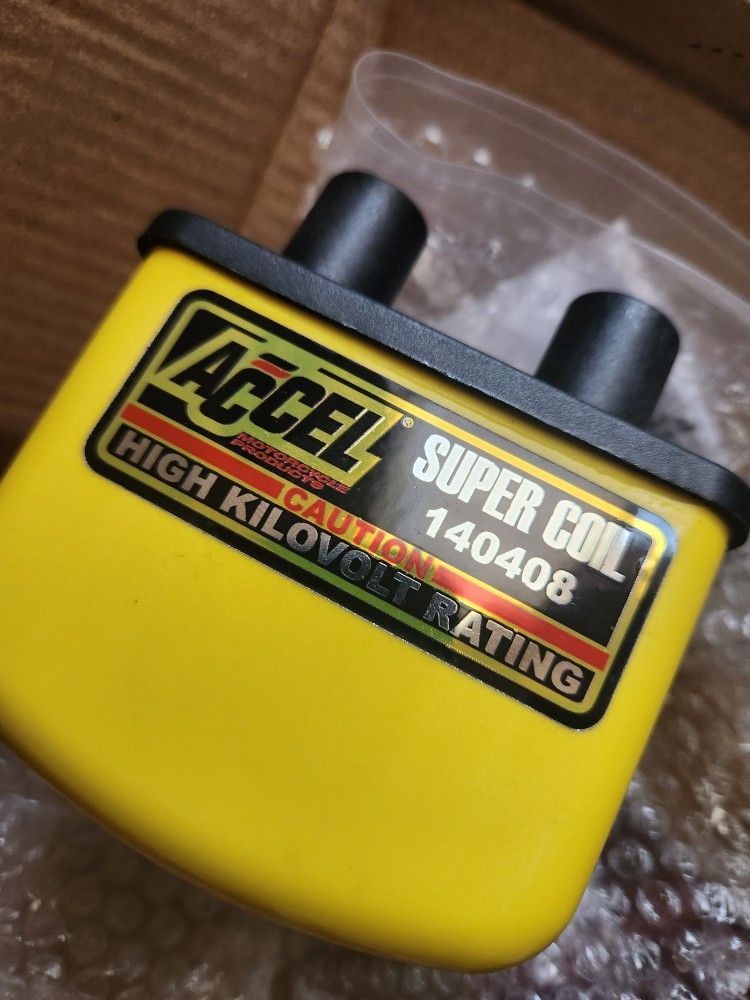 ACCEL®
MOTORCYCLE
PRODUCTS
SUPER COIL
140408
CAUTION
HIGH KILOVOLT RATING